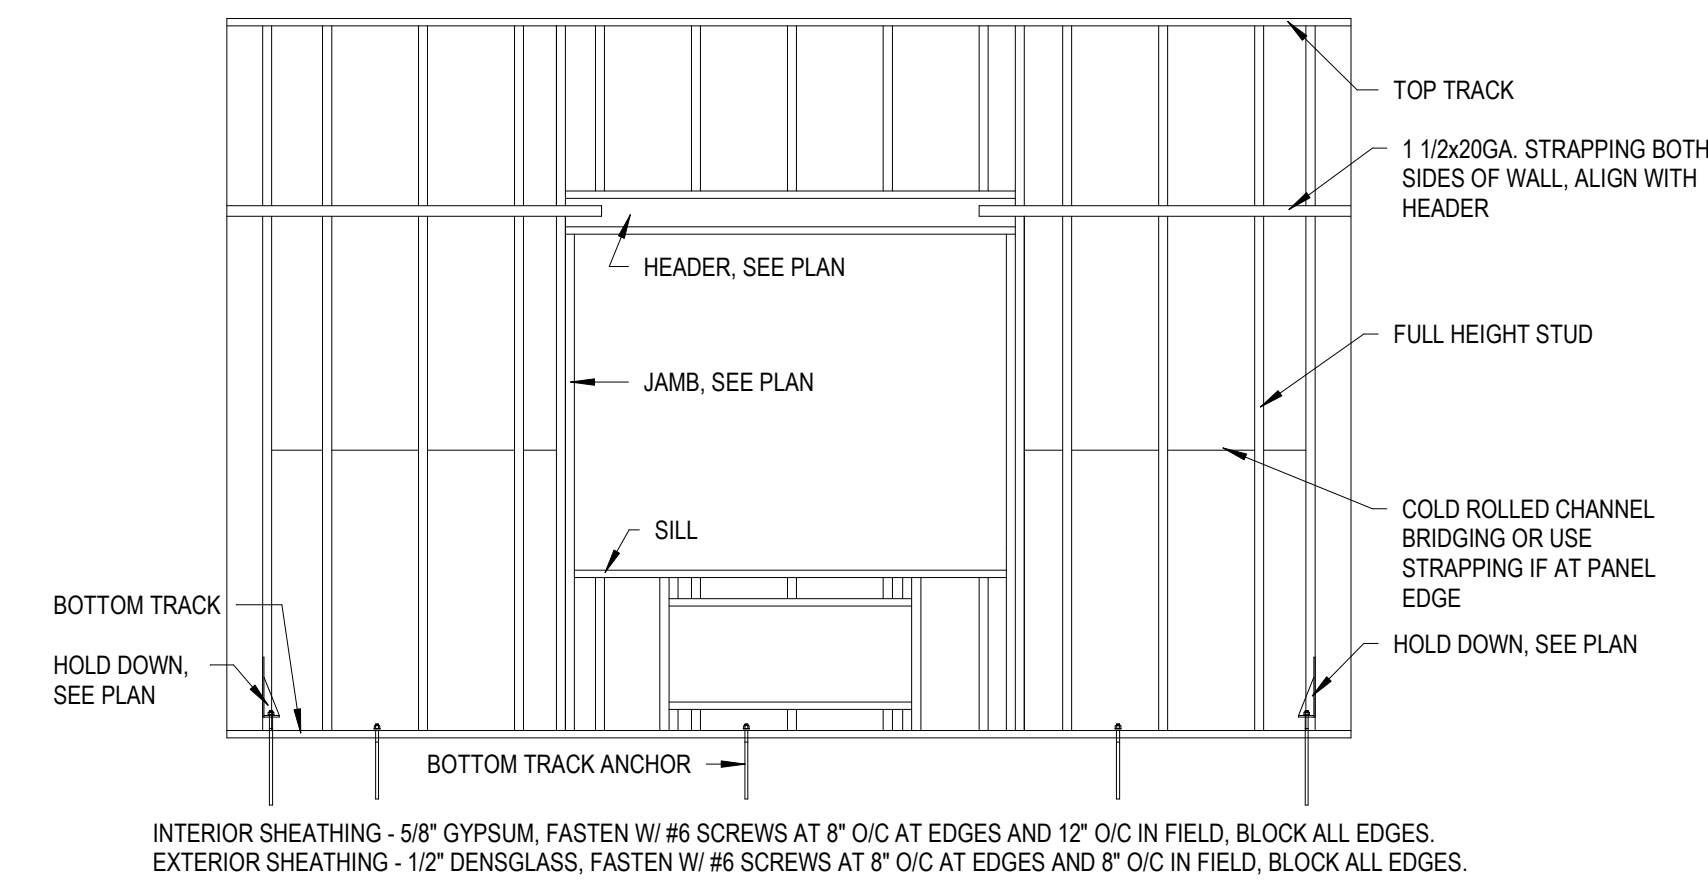 TOP TRACK
1 1/2x20GA. STRAPPING BOTH
SIDES OF WALL, ALIGN WITH
HEADER
HEADER, SEE PLAN
FULL HEIGHT STUD
JAMB, SEE PLAN
COLD ROLLED CHANNEL
BRIDGING OR USE
STRAPPING IF AT PANEL
EDGE
SILL
BOTTOM TRACK
HOLD DOWN,
SEE PLAN
HOLD DOWN, SEE PLAN
BOTTOM TRACK ANCHOR
INTERIOR SHEATHING - 5/8" GYPSUM, FASTEN W/ #6 SCREWS AT 8" O/C AT EDGES AND 12" O/C IN FIELD, BLOCK ALL EDGES.
EXTERIOR SHEATHING - 1/2" DENSGLASS, FASTEN W/ #6 SCREWS AT 8" O/C AT EDGES AND 8" O/C IN FIELD, BLOCK ALL EDGES.